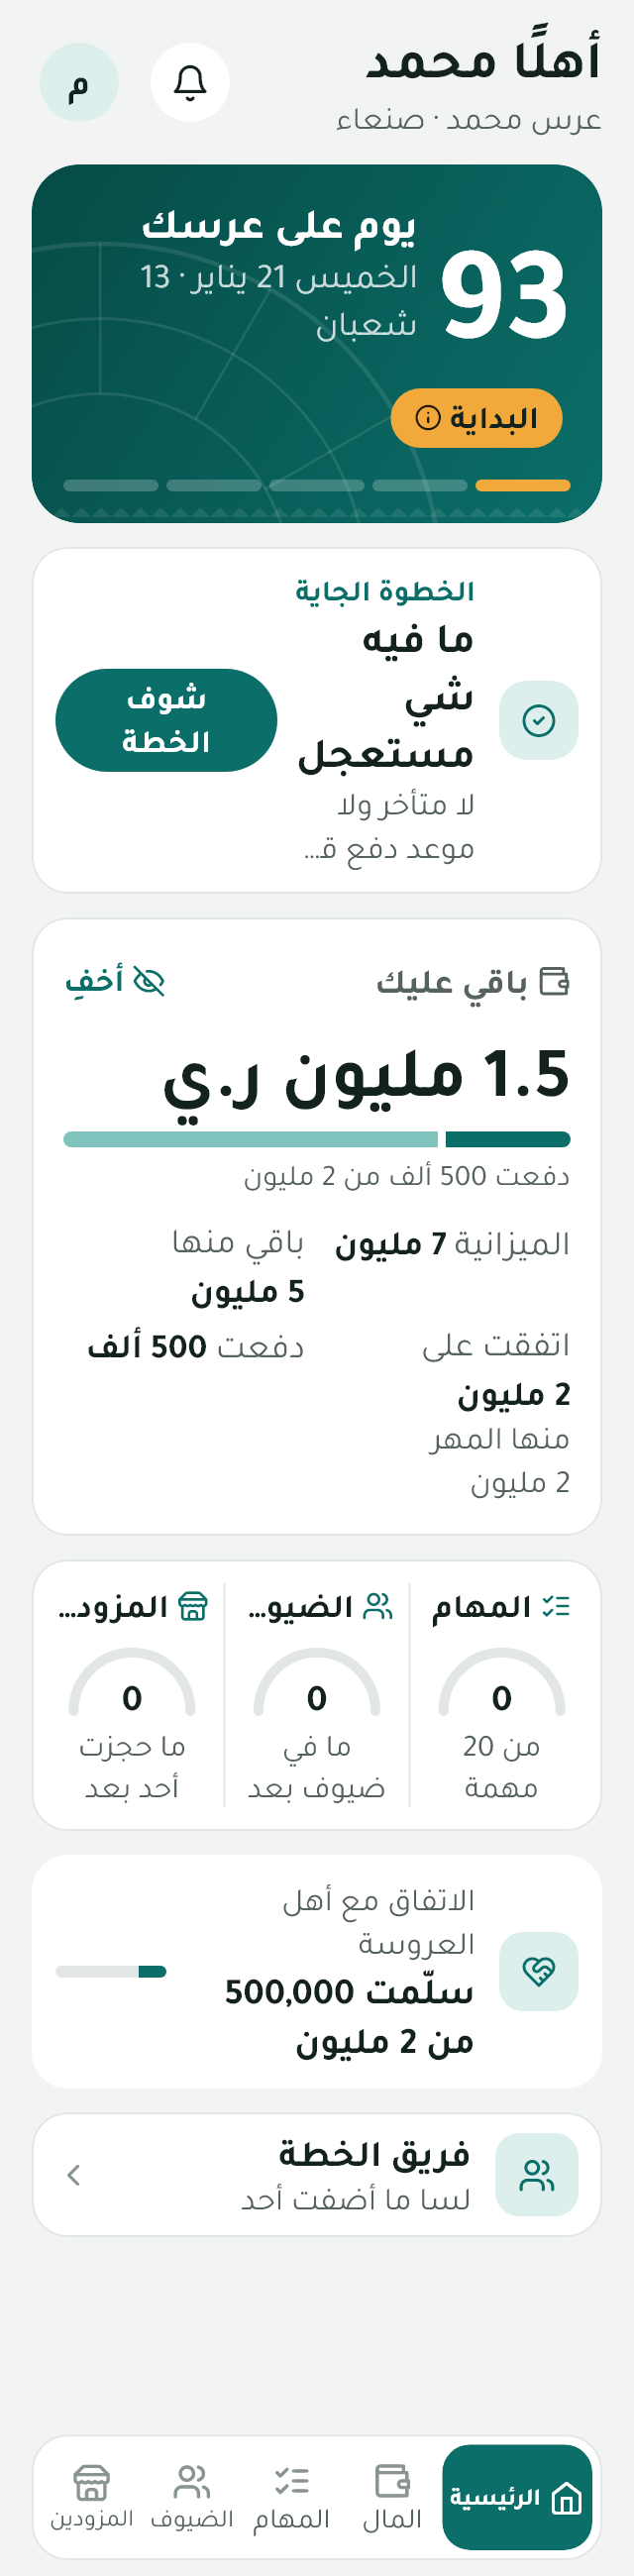 أهلًا محمد
عرس محمد · صنعاء
م
93
يوم على عرسك
الخميس 21 يناير · 13
شعبان
البداية
الخطوة الجاية
ما فيه
شي
مستعجل
لا متأخر ولا
موعد دفع قـ...
شوف
الخطة
باقي عليك
أخفِ
1.5 مليون ر.ي
دفعت 500 ألف من 2 مليون
الميزانية 7 مليون
باقي منها
5 مليون
اتفقت على
2 مليون
منها المهر
2 مليون
دفعت 500 ألف
المهام
0
من 20
مهمة
الضيو...
0
ما في
ضيوف بعد
المزود...
0
ما حجزت
أحد بعد
الاتفاق مع أهل
العروسة
سلّمت 500,000
من 2 مليون
فريق الخطة
لسا ما أضفت أحد
الرئيسية
المال
المهام
الضيوف
المزودين